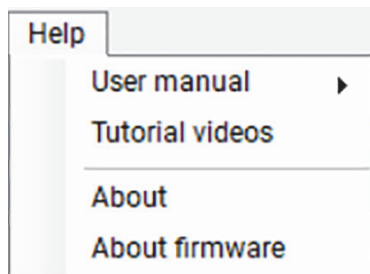 Help
User manual
Tutorial videos
About
About firmware